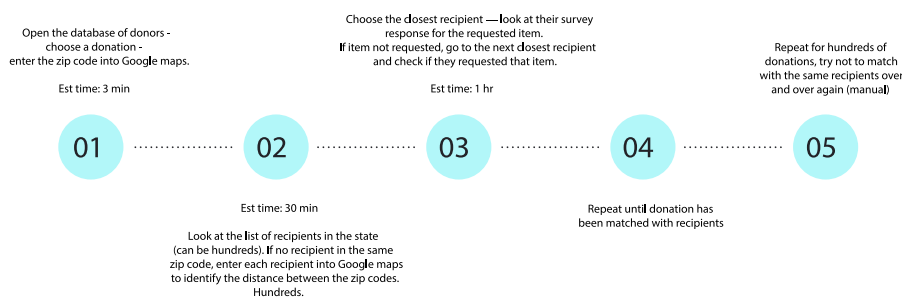 Open the database of donors -
choose a donation -
enter the zip code into Google maps.
Est time: 3 min
01
02
Est time: 30 min
Look at the list of recipients in the state
(can be hundreds). If no recipient in the same
zip code, enter each recipient into Google maps
to identify the distance between the zip codes.
Hundreds.
Choose the closest recipient — look at their survey
response for the requested item.
If item not requested, go to the next closest recipient
and check if they requested that item.
Est time: 1 hr
03
04
Repeat until donation has
been matched with recipients
Repeat for hundreds of
donations, try not to match
with the same recipients over
and over again (manual)
05